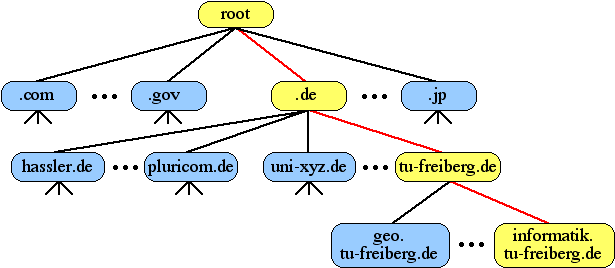 root
.com ••• .gov .de ••• .jp
hassler.de ••• pluricom.de uni-xyz.de ••• tu-freiberg.de
geo. informatik.
tu-freiberg.de ••• tu-freiberg.de